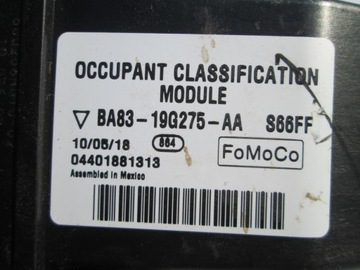 OCCUPANT CLASSIFICATION
MODULE
BA83-19G275-AA S66FF
10/05/18 884 FoMoCo
04401881313
Assembled in Mexico